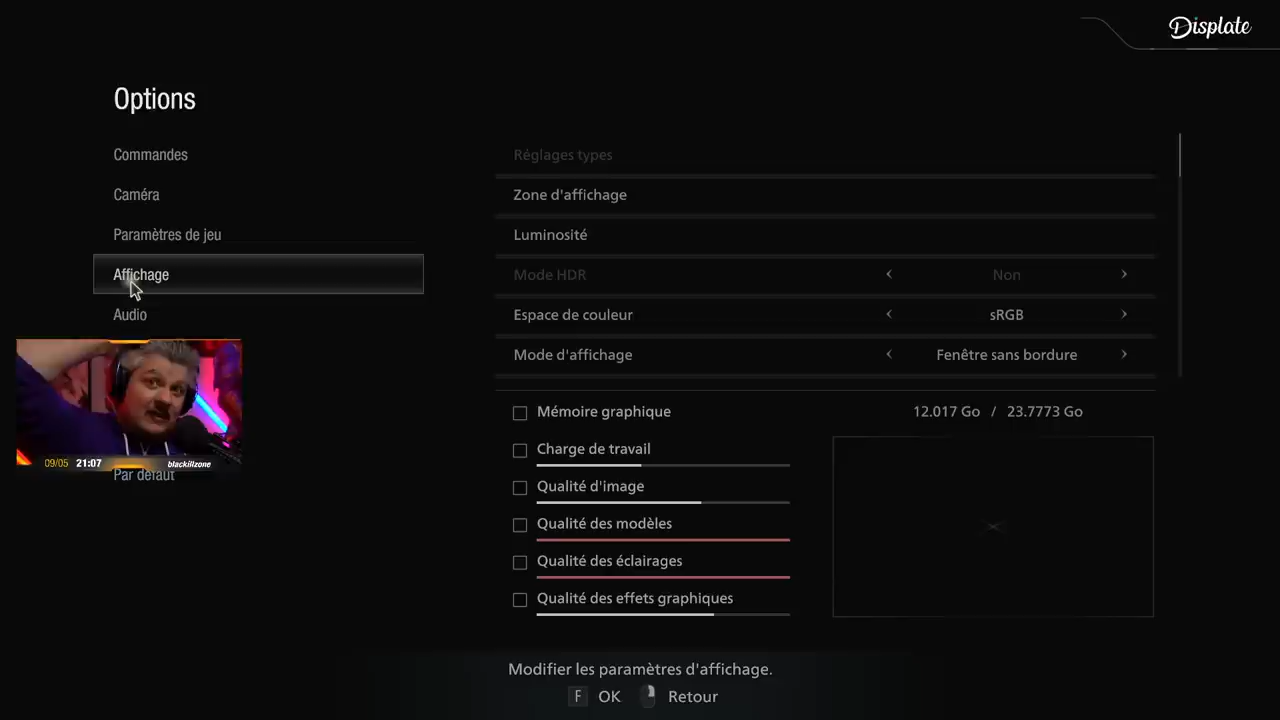 Displate
Options
Commandes
Caméra
Paramètres de jeu
Affichage
Audio
Par défaut
Réglages types
Zone d'affichage
Luminosité
Mode HDR
Non
Espace de couleur
sRGB
Mode d'affichage
Fenêtre sans bordure
Mémoire graphique
12.017 Go / 23.7773 Go
Charge de travail
Qualité d'image
Qualité des modèles
Qualité des éclairages
Qualité des effets graphiques
09/05 21:07 blackillzone
Modifier les paramètres d'affichage.
F OK Retour